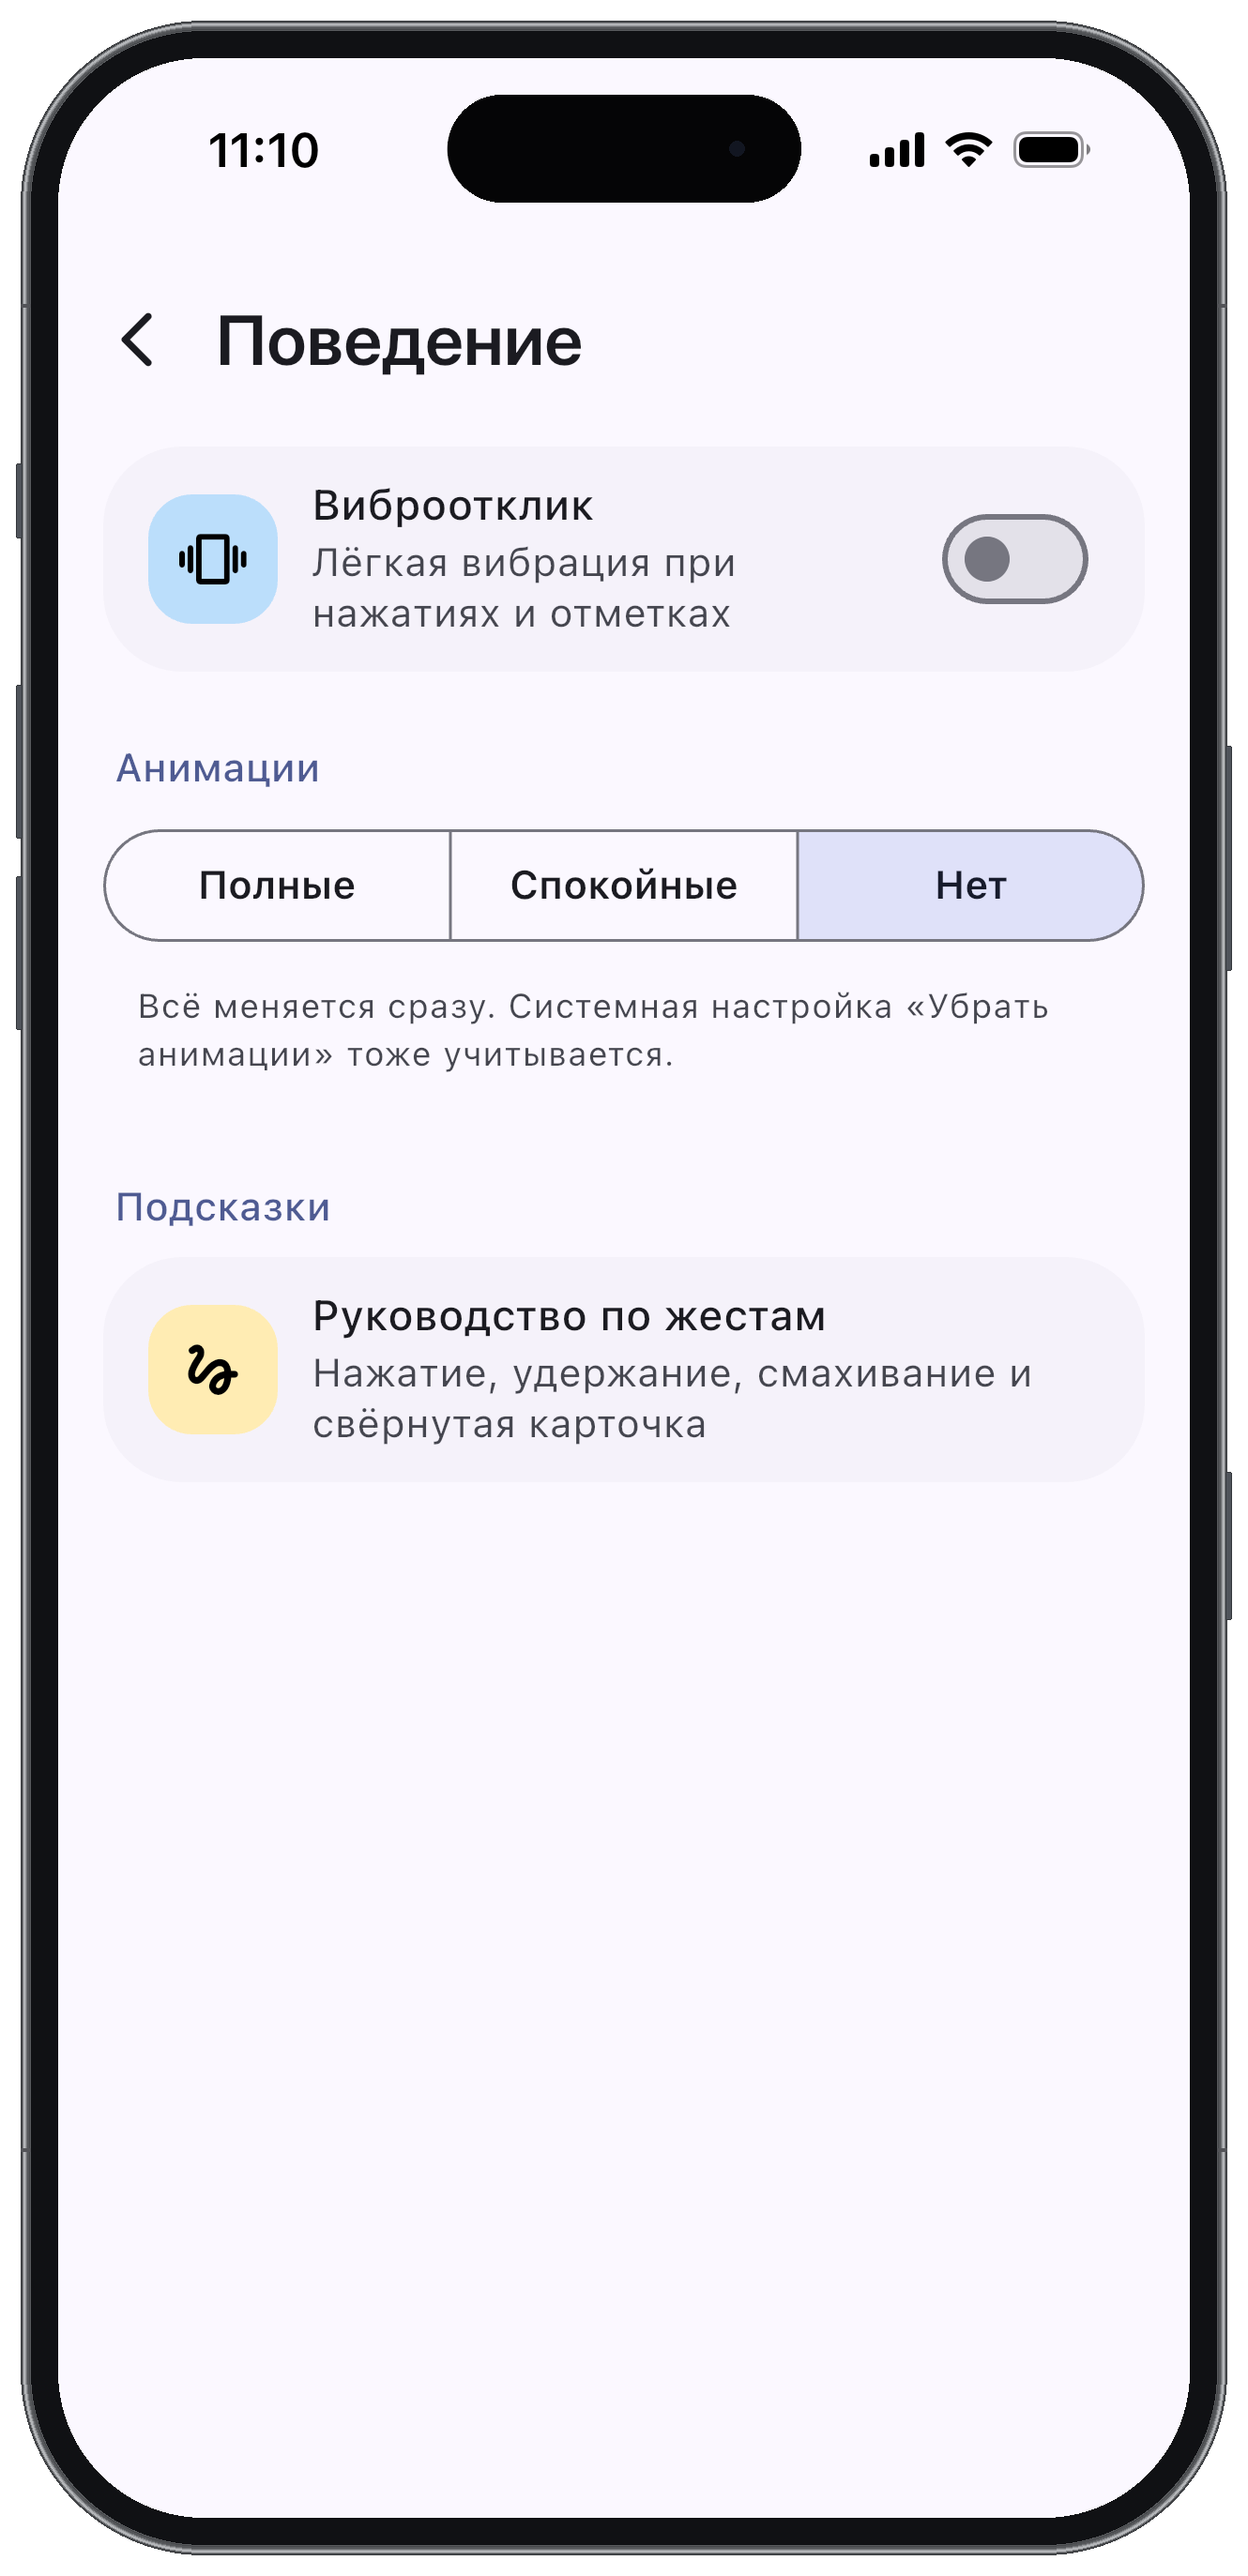 11:10
Поведение
Виброотклик
Лёгкая вибрация при
нажатиях и отметках
Анимации
Полные
Спокойные
Нет
Всё меняется сразу. Системная настройка «Убрать
анимации» тоже учитывается.
Подсказки
Руководство по жестам
Нажатие, удержание, смахивание и
свёрнутая карточка